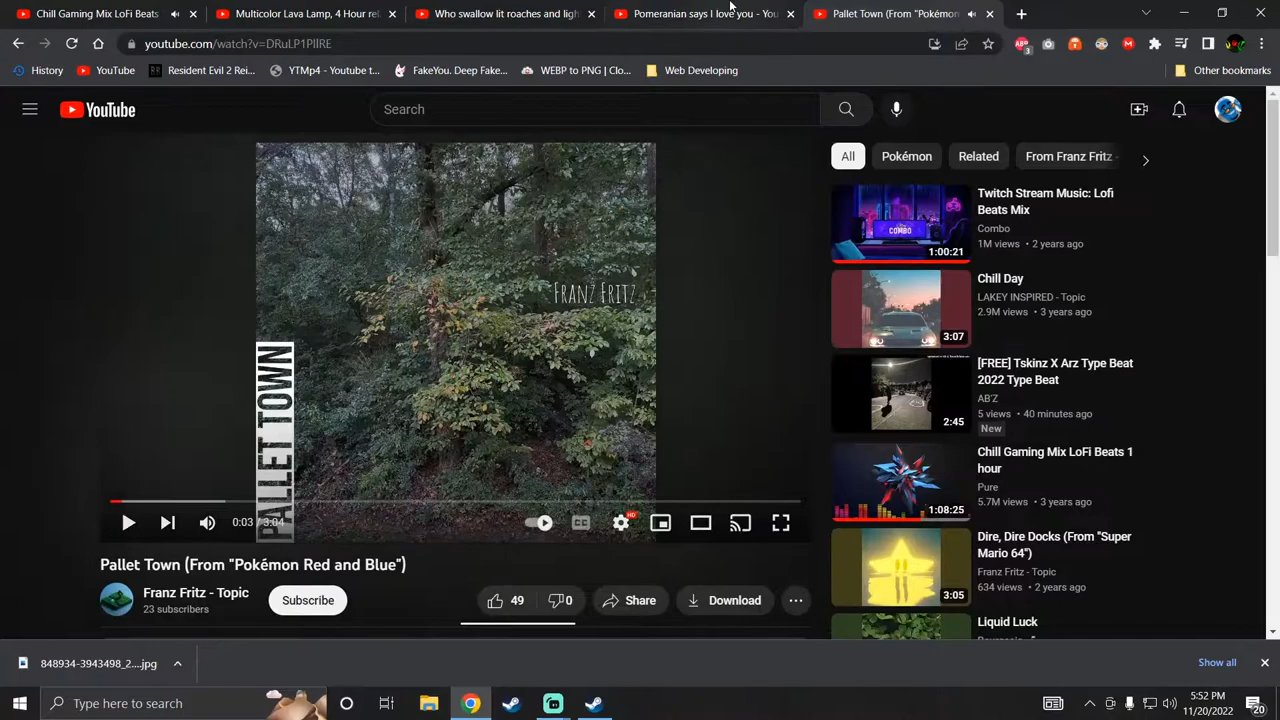 Chill Gaming Mix LoFi Beats
Multicolor Lava Lamp, 4 Hour rel
Who swallow lit roaches and ligh
Pomeranian says I love you - You
Pallet Town (From "Pokémon
youtube.com/watch?v=DRuLP1PllRE
3
History
YouTube
Resident Evil 2 Rei...
YTMp4 - Youtube t...
FakeYou. Deep Fake...
WEBP to PNG | Clo...
Web Developing
Other bookmarks
YouTube
Search
All
Pokémon
Related
From Franz Fritz -
FRANZ FRITZ
PALLET TOWN
0:03 / 3:04
CC
HD
Pallet Town (From "Pokémon Red and Blue")
Franz Fritz - Topic
23 subscribers
Subscribe
49
0
Share
Download
COMBO
1:00:21
Twitch Stream Music: Lofi
Beats Mix
Combo
1M views • 2 years ago
3:07
Chill Day
LAKEY INSPIRED - Topic
2.9M views • 3 years ago
2:45
[FREE] Tskinz X Arz Type Beat
2022 Type Beat
AB'Z
5 views • 40 minutes ago
New
1:08:25
Chill Gaming Mix LoFi Beats 1
hour
Pure
5.7M views • 3 years ago
3:05
Dire, Dire Docks (From "Super
Mario 64")
Franz Fritz - Topic
634 views • 2 years ago
Liquid Luck
848934-3943498_2....jpg
Show all
Type here to search
5:52 PM
11/20/2022
20